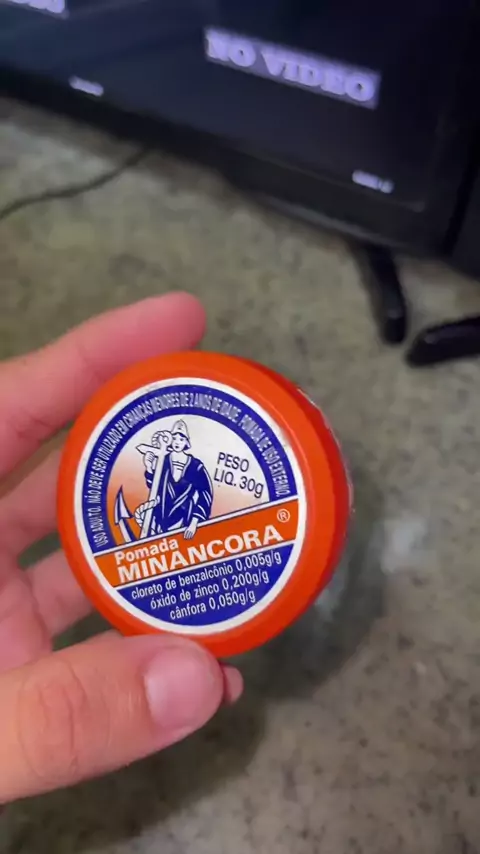 NO VIDEO
USO ADULTO. NÃO DEVE SER UTILIZADO EM CRIANÇAS MENORES DE 2 ANOS DE IDADE. POMADA DE USO EXTERNO.
PESO
LIQ. 30g
Pomada
MINANCORA®
cloreto de benzalcônio 0,005g/g
óxido de zinco 0,200g/g
cânfora 0,050g/g